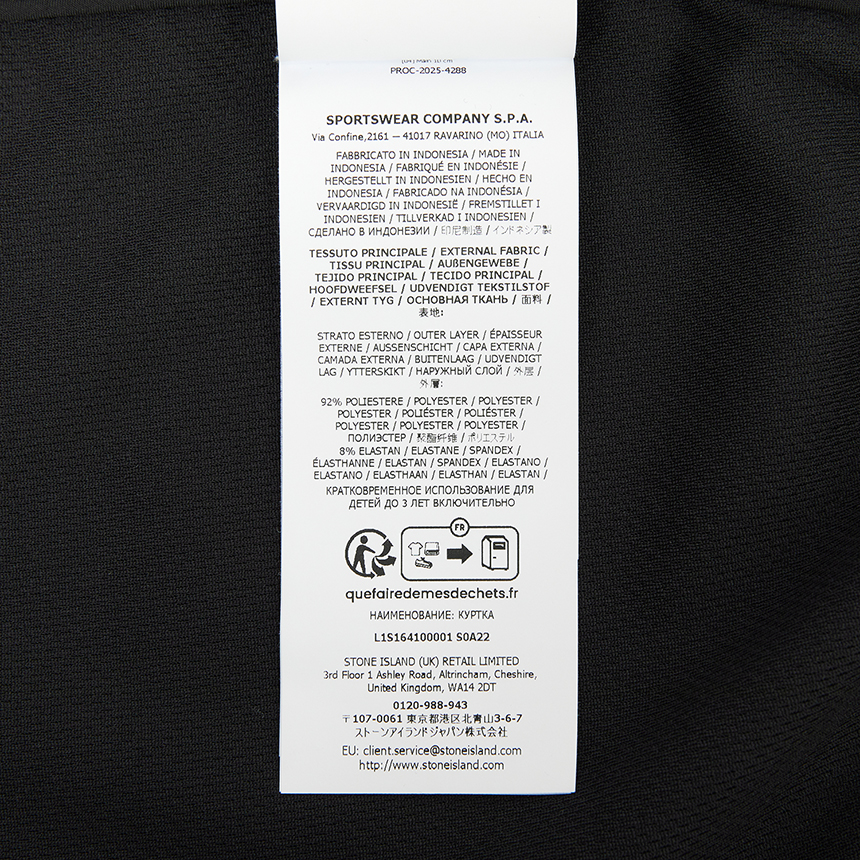 PROC-2025-4288
SPORTSWEAR COMPANY S.P.A.
Via Confine,2161 — 41017 RAVARINO (MO) ITALIA
FABBRICATO IN INDONESIA / MADE IN
INDONESIA / FABRIQUÉ EN INDONÉSIE /
HERGESTELLT IN INDONESIEN / HECHO EN
INDONESIA / FABRICADO NA INDONÉSIA /
VERVAARDIGD IN INDONESIË / FREMSTILLET I
INDONESIEN / TILLVERKAD I INDONESIEN /
СДЕЛАНО В ИНДОНЕЗИИ / 印尼制造 / インドネシア製
TESSUTO PRINCIPALE / EXTERNAL FABRIC /
TISSU PRINCIPAL / AUßENGEWEBE /
TEJIDO PRINCIPAL / TECIDO PRINCIPAL /
HOOFDWEEFSEL / UDVENDIGT TEKSTILSTOF
/ EXTERNT TYG / ОСНОВНАЯ ТКАНЬ / 面料 /
表地:
STRATO ESTERNO / OUTER LAYER / ÉPAISSEUR
EXTERNE / AUSSENSCHICHT / CAPA EXTERNA /
CAMADA EXTERNA / BUITENLAAG / UDVENDIGT
LAG / YTTERSKIKT / НАРУЖНЫЙ СЛОЙ / 外层 /
外層:
92% POLIESTERE / POLYESTER / POLYESTER /
POLYESTER / POLIÉSTER / POLIÉSTER /
POLYESTER / POLYESTER / POLYESTER /
ПОЛИЭСТЕР / 聚酯纤维 / ポリエステル
8% ELASTAN / ELASTANE / SPANDEX /
ÉLASTHANNE / ELASTAN / SPANDEX / ELASTANO /
ELASTANO / ELASTHAAN / ELASTHAN / ELASTAN /
КРАТКОВРЕМЕННОЕ ИСПОЛЬЗОВАНИЕ ДЛЯ
ДЕТЕЙ ДО 3 ЛЕТ ВКЛЮЧИТЕЛЬНО
FR
quefairedemesdechets.fr
НАИМЕНОВАНИЕ: КУРТКА
L1S164100001 S0A22
STONE ISLAND (UK) RETAIL LIMITED
3rd Floor 1 Ashley Road, Altrincham, Cheshire,
United Kingdom, WA14 2DT
0120-988-943
〒107-0061 東京都港区北青山3-6-7
ストーンアイランドジャパン株式会社
EU: client.service@stoneisland.com
http://www.stoneisland.com